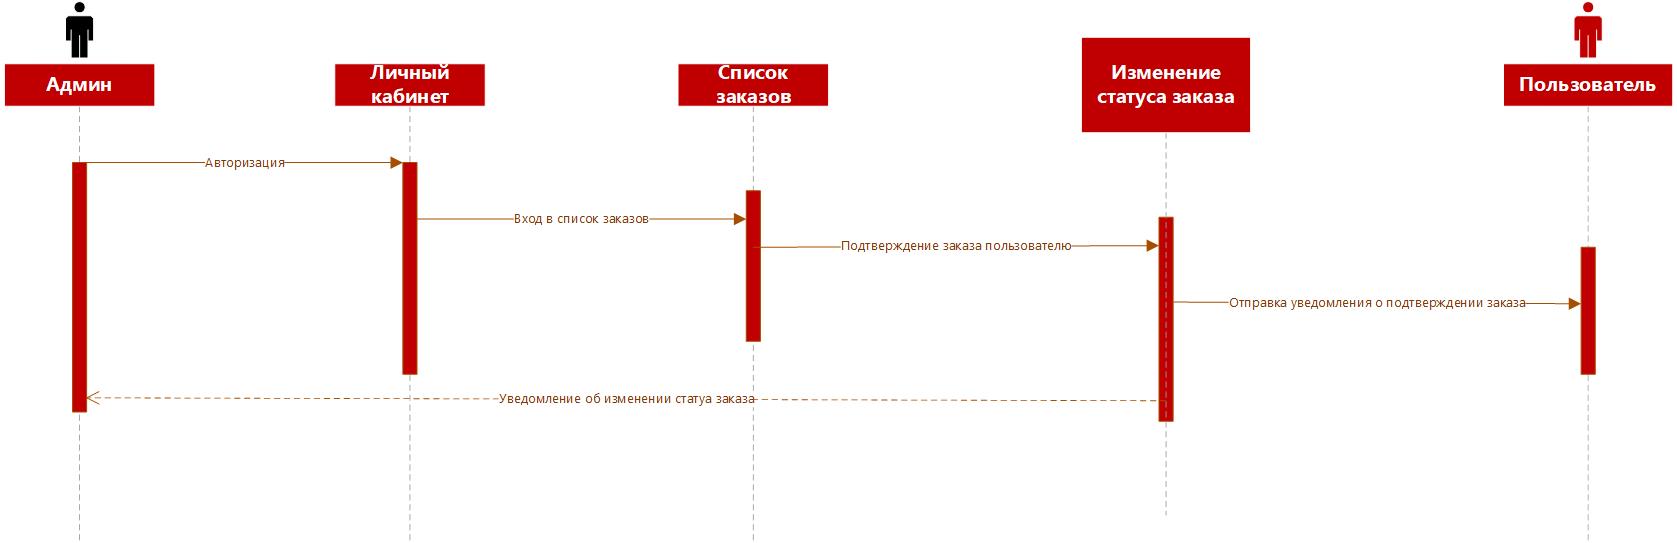 Админ
Личный
кабинет
Список
заказов
Изменение
статуса заказа
Пользователь
Авторизация
Вход в список заказов
Подтверждение заказа пользователю
Отправка уведомления о подтверждении заказа
Уведомление об изменении статуа заказа